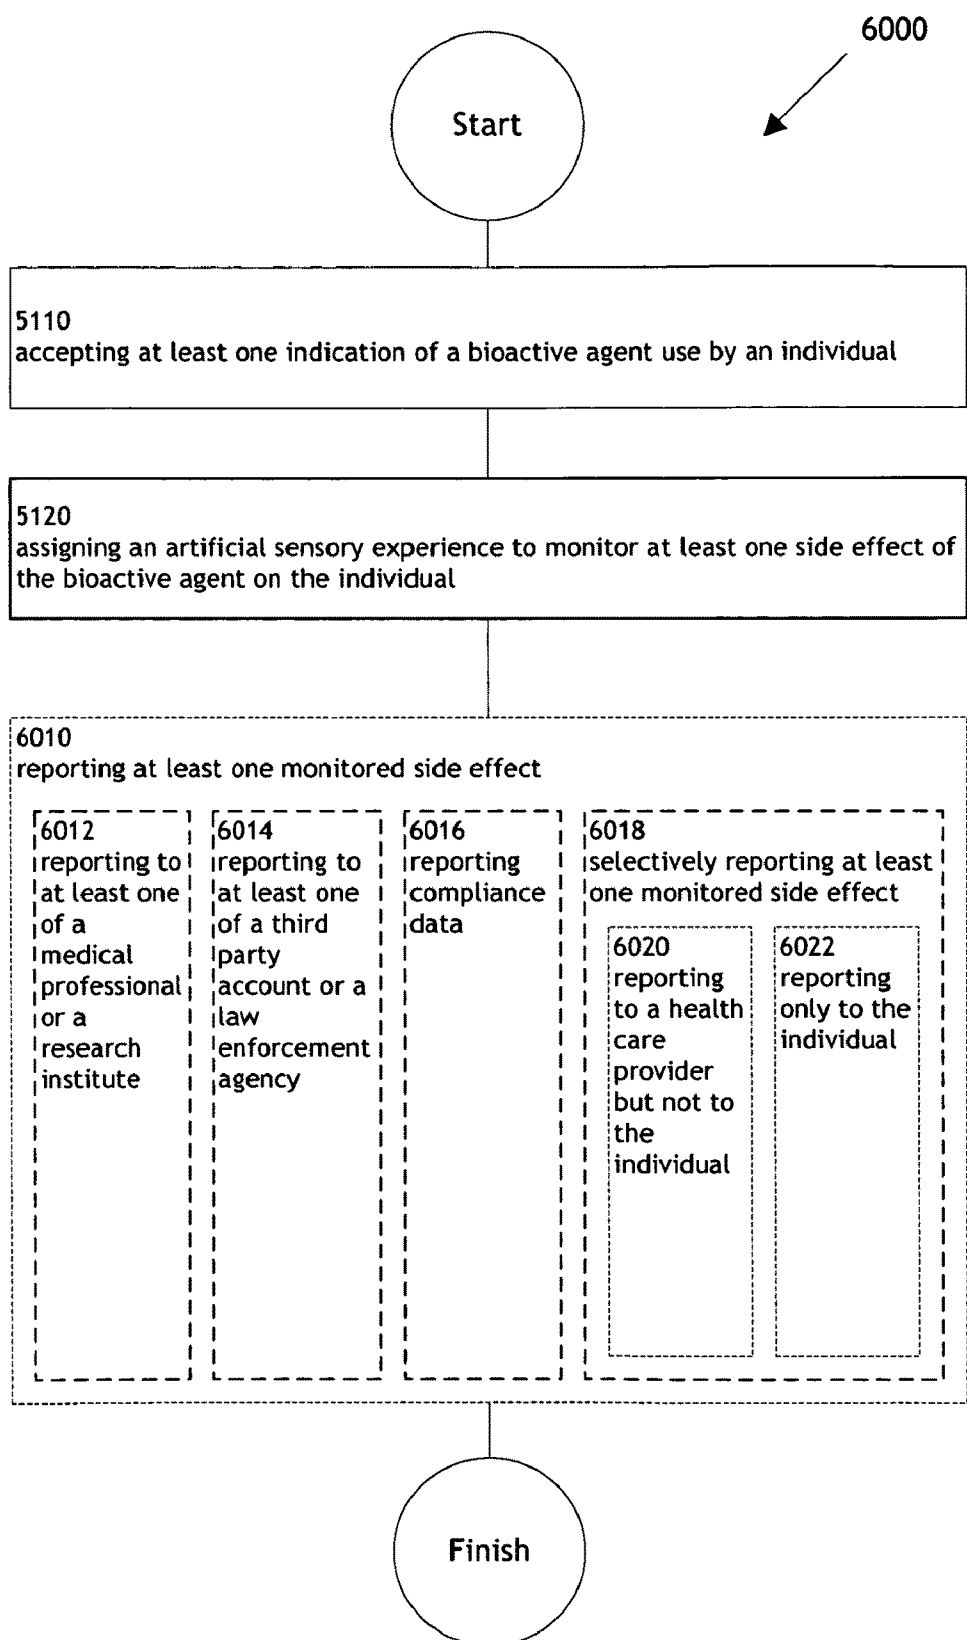 6000
Start
5110
accepting at least one indication of a bioactive agent use by an individual
5120
assigning an artificial sensory experience to monitor at least one side effect of
the bioactive agent on the individual
6010
reporting at least one monitored side effect
6012
reporting to
at least one
of a
medical
professional
or a
research
institute
6014
reporting to
at least one
of a third
party
account or a
law
enforcement
agency
6016
reporting
compliance
data
6018
selectively reporting at least
one monitored side effect
6020
reporting
to a health
care
provider
but not to
the
individual
6022
reporting
only to the
individual
Finish